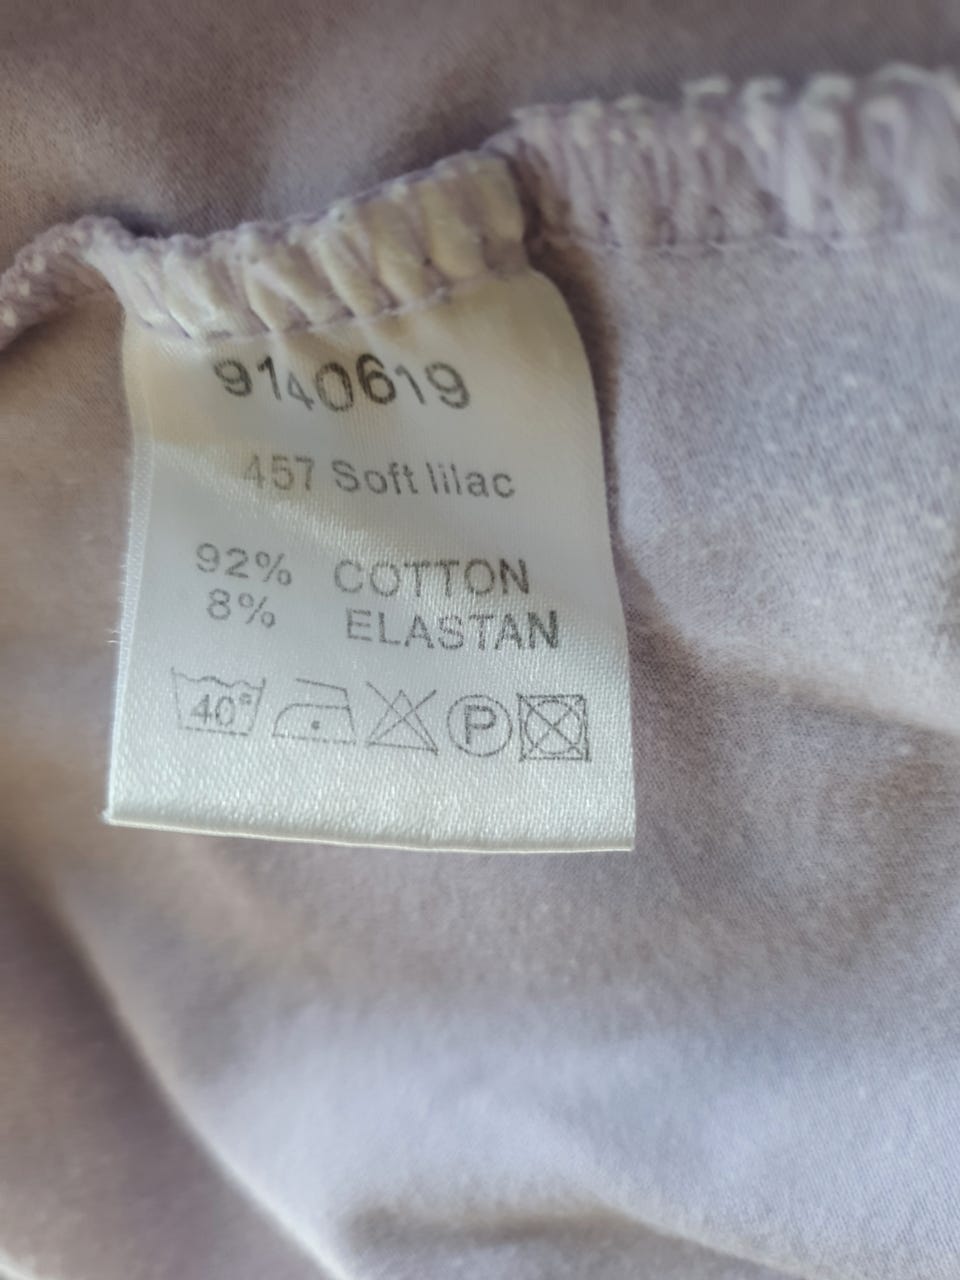 9140619
457 Soft lilac
92% COTTON
8% ELASTAN
40° P